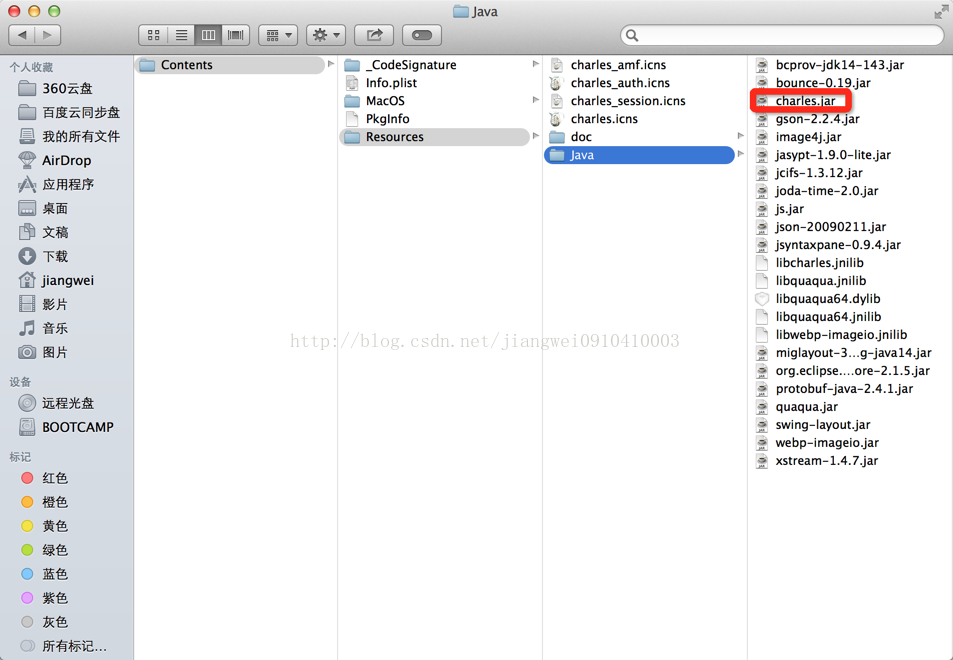 Java
个人收藏
360云盘
百度云同步盘
我的所有文件
AirDrop
应用程序
桌面
文稿
下载
jiangwei
影片
音乐
图片
设备
远程光盘
BOOTCAMP
标记
红色
橙色
黄色
绿色
蓝色
紫色
灰色
所有标记...
Contents
_CodeSignature
Info.plist
MacOS
PkgInfo
Resources
charles_amf.icns
charles_auth.icns
charles_session.icns
charles.icns
doc
Java
bcprov-jdk14-143.jar
bounce-0.19.jar
charles.jar
gson-2.2.4.jar
image4j.jar
jasypt-1.9.0-lite.jar
jcifs-1.3.12.jar
joda-time-2.0.jar
js.jar
json-20090211.jar
jsyntaxpane-0.9.4.jar
libcharles.jnilib
libquaqua.jnilib
libquaqua64.dylib
libquaqua64.jnilib
libwebp-imageio.jnilib
miglayout-3...g-java14.jar
org.eclipse....ore-2.1.5.jar
protobuf-java-2.4.1.jar
quaqua.jar
swing-layout.jar
webp-imageio.jar
xstream-1.4.7.jar
http://blog.csdn.net/jiangwei0910410003